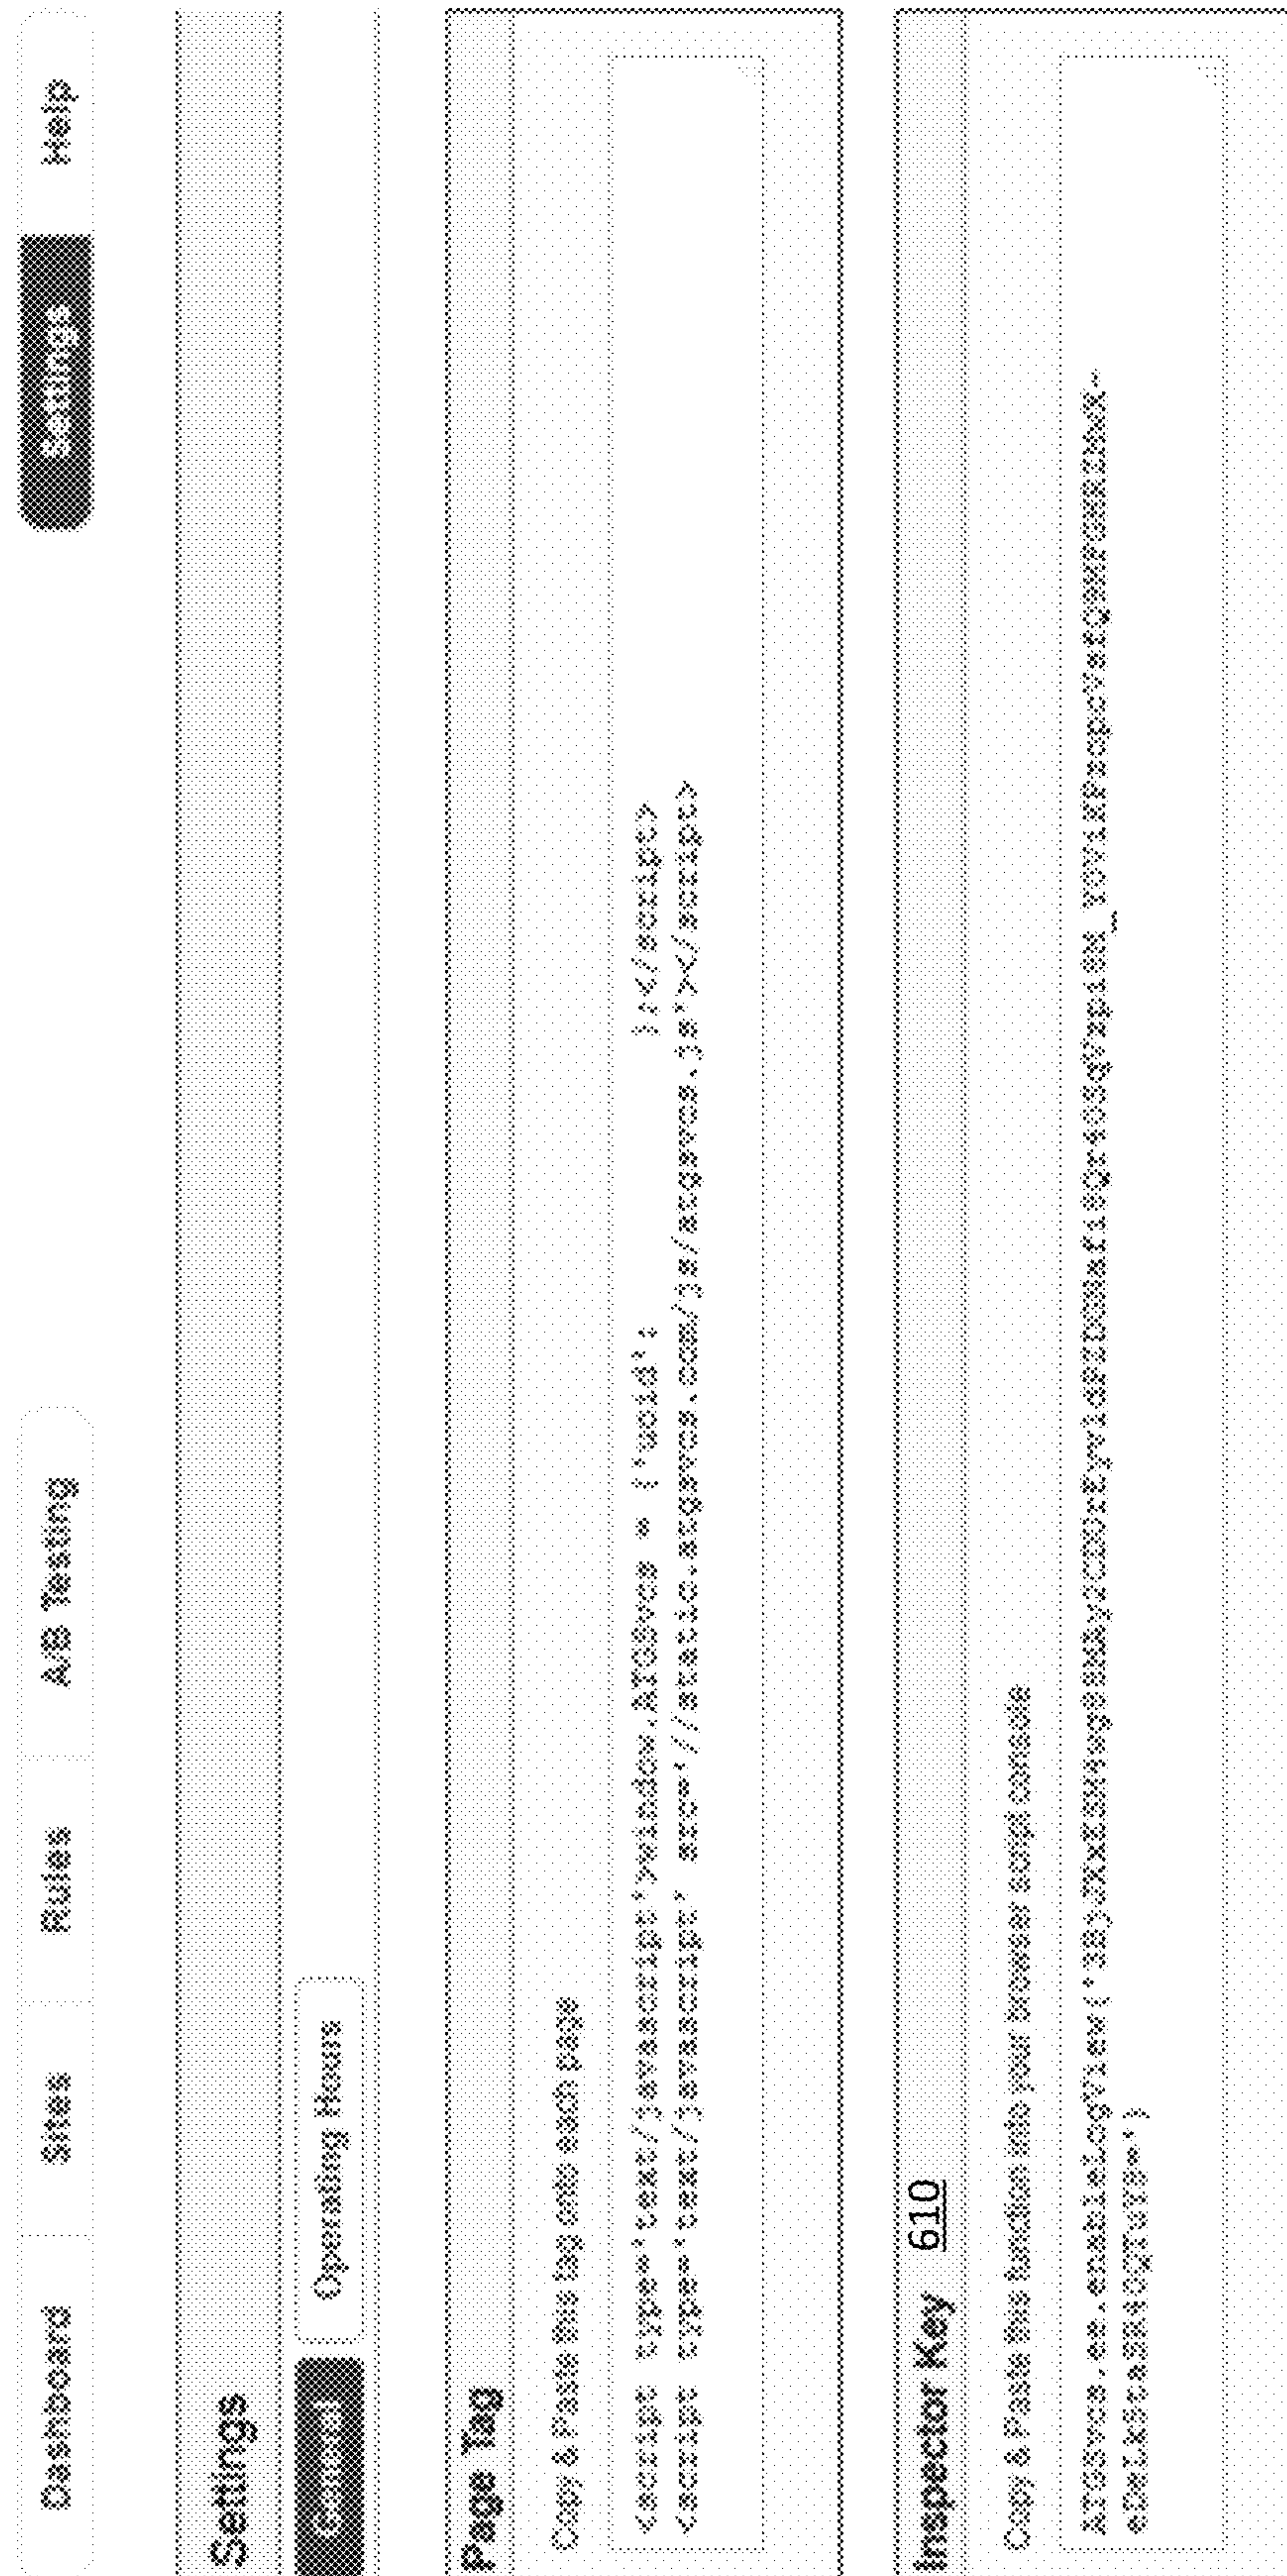 Dashboard Sites Rules A/B Testing Settings Help
Settings
General Operating Hours
Page Tag
Copy & Paste this tag onto each page
<script type='text/javascript'>window.ATGSvcs = {'ucid': };</script>
<script type='text/javascript' src='//static.atgsvcs.com/js/atgsvcs.js'></script>
Inspector Key 610
Copy & Paste this function into your browser script console